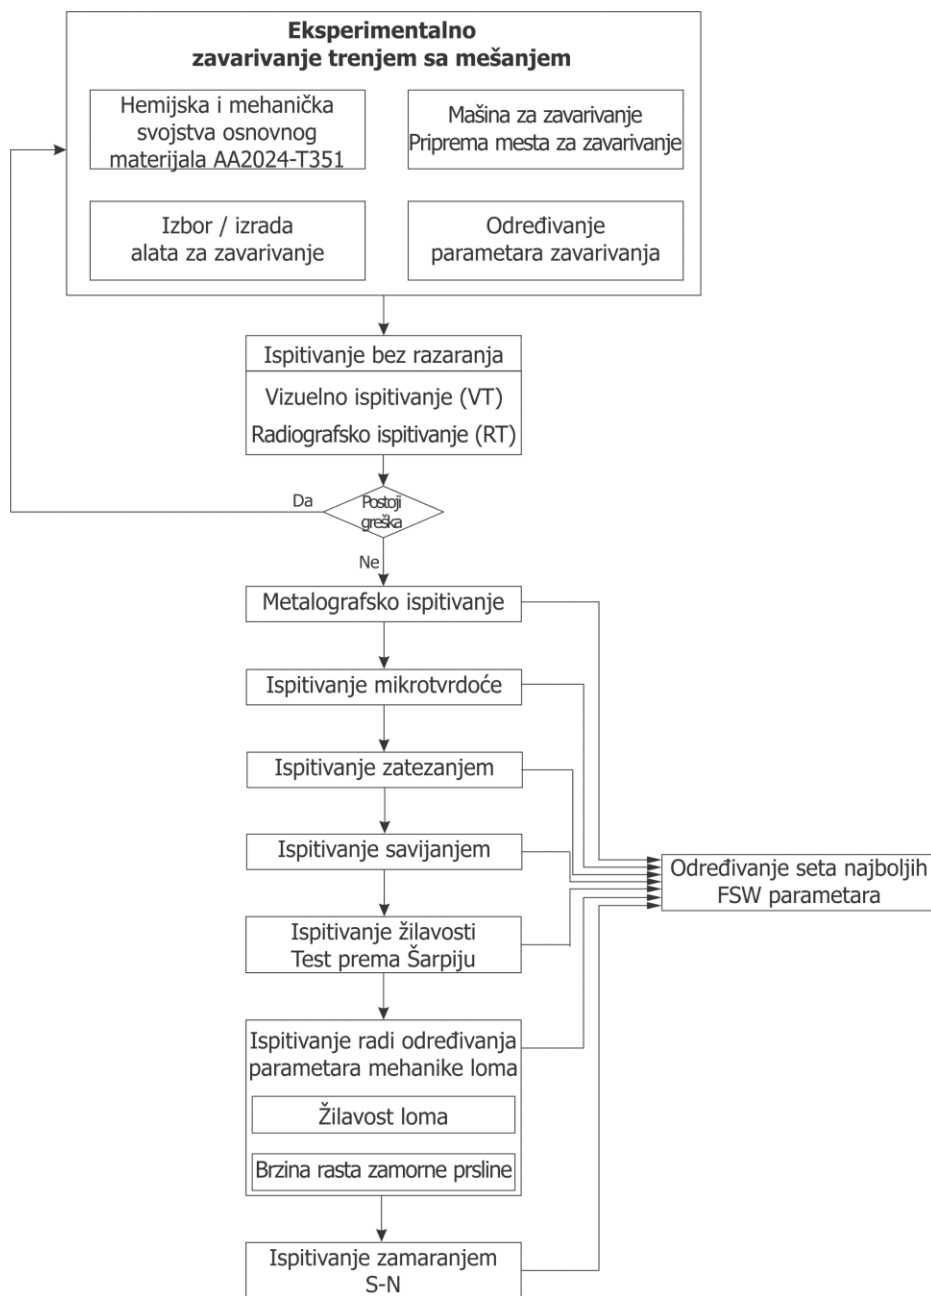 Eksperimentalno
zavarivanje trenjem sa mešanjem
Hemijska i mehanička
svojstva osnovnog
materijala AA2024-T351
Mašina za zavarivanje
Priprema mesta za zavarivanje
Izbor / izrada
alata za zavarivanje
Određivanje
parametara zavarivanja
Ispitivanje bez razaranja
Vizuelno ispitivanje (VT)
Radiografsko ispitivanje (RT)
Da
Postoji
greška
Ne
Metalografsko ispitivanje
Ispitivanje mikrotvrdoće
Ispitivanje zatezanjem
Ispitivanje savijanjem
Određivanje seta najboljih
FSW parametara
Ispitivanje žilavosti
Test prema Šarpiju
Ispitivanje radi određivanja
parametara mehanike loma
Žilavost loma
Brzina rasta zamorne prsline
Ispitivanje zamaranjem
S-N